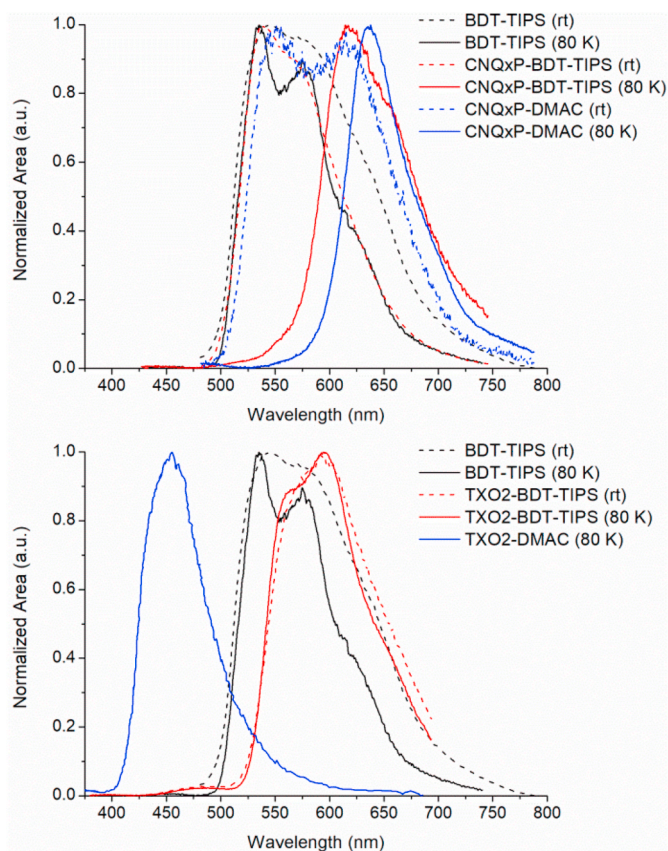 BDT-TIPS (rt)
BDT-TIPS (80 K)
CNQxP-BDT-TIPS (rt)
CNQxP-BDT-TIPS (80 K)
CNQxP-DMAC (rt)
CNQxP-DMAC (80 K)
Normalized Area (a.u.)
1.0
0.8
0.6
0.4
0.2
0.0
400 450 500 550 600 650 700 750 800
Wavelength (nm)
BDT-TIPS (rt)
BDT-TIPS (80 K)
TXO2-BDT-TIPS (rt)
TXO2-BDT-TIPS (80 K)
TXO2-DMAC (80 K)
Normalized Area (a.u.)
1.0
0.8
0.6
0.4
0.2
0.0
400 450 500 550 600 650 700 750 800
Wavelength (nm)